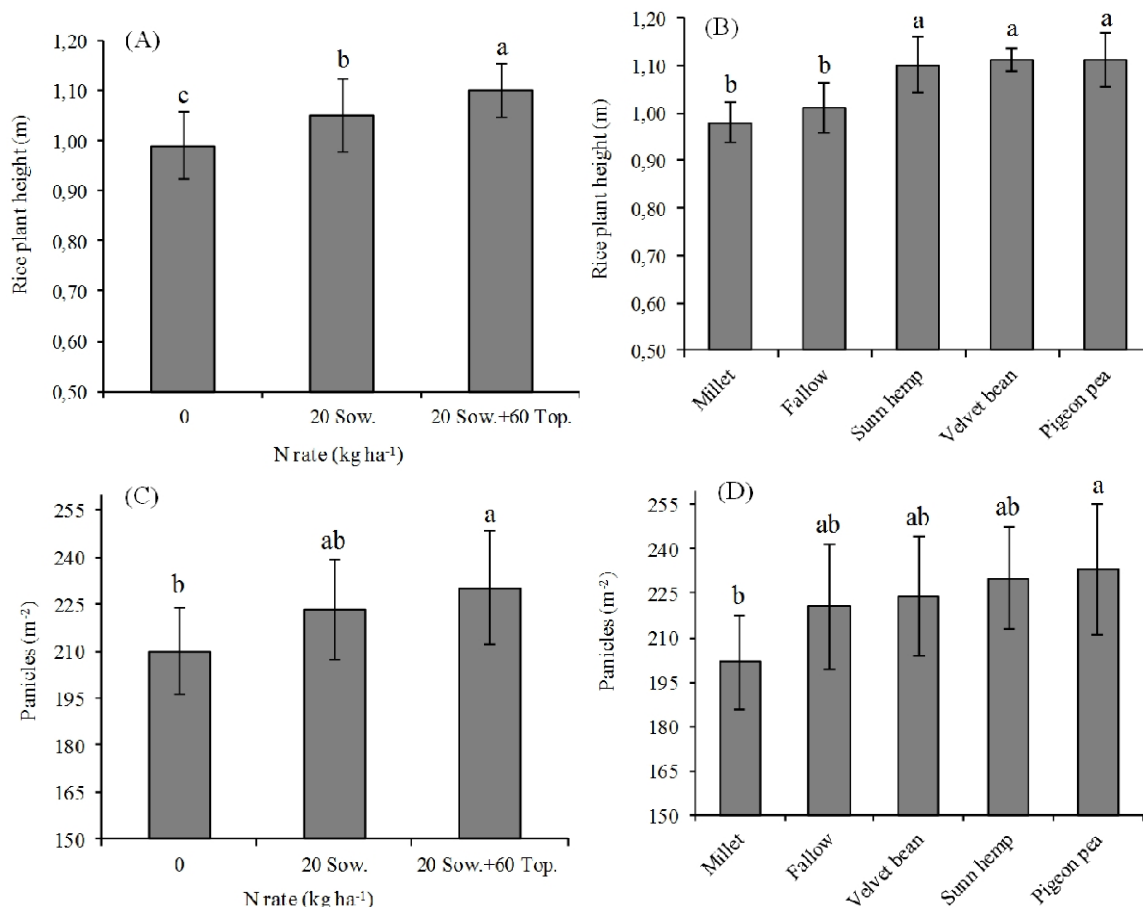 (A)
Rice plant height (m)
1,20
1,10
1,00
0,90
0,80
0,70
0,60
0,50
c
b
a
0
20 Sow.
20 Sow.+60 Top.
N rate (kg ha⁻¹)
(B)
Rice plant height (m)
1,20
1,10
1,00
0,90
0,80
0,70
0,60
0,50
b
b
a
a
a
Millet
Fallow
Sunn hemp
Velvet bean
Pigeon pea
(C)
Panicles (m⁻²)
255
240
225
210
195
180
165
150
b
ab
a
0
20 Sow.
20 Sow.+60 Top.
N rate (kg ha⁻¹)
(D)
Panicles (m⁻²)
255
240
225
210
195
180
165
150
b
ab
ab
ab
a
Millet
Fallow
Velvet bean
Sunn hemp
Pigeon pea